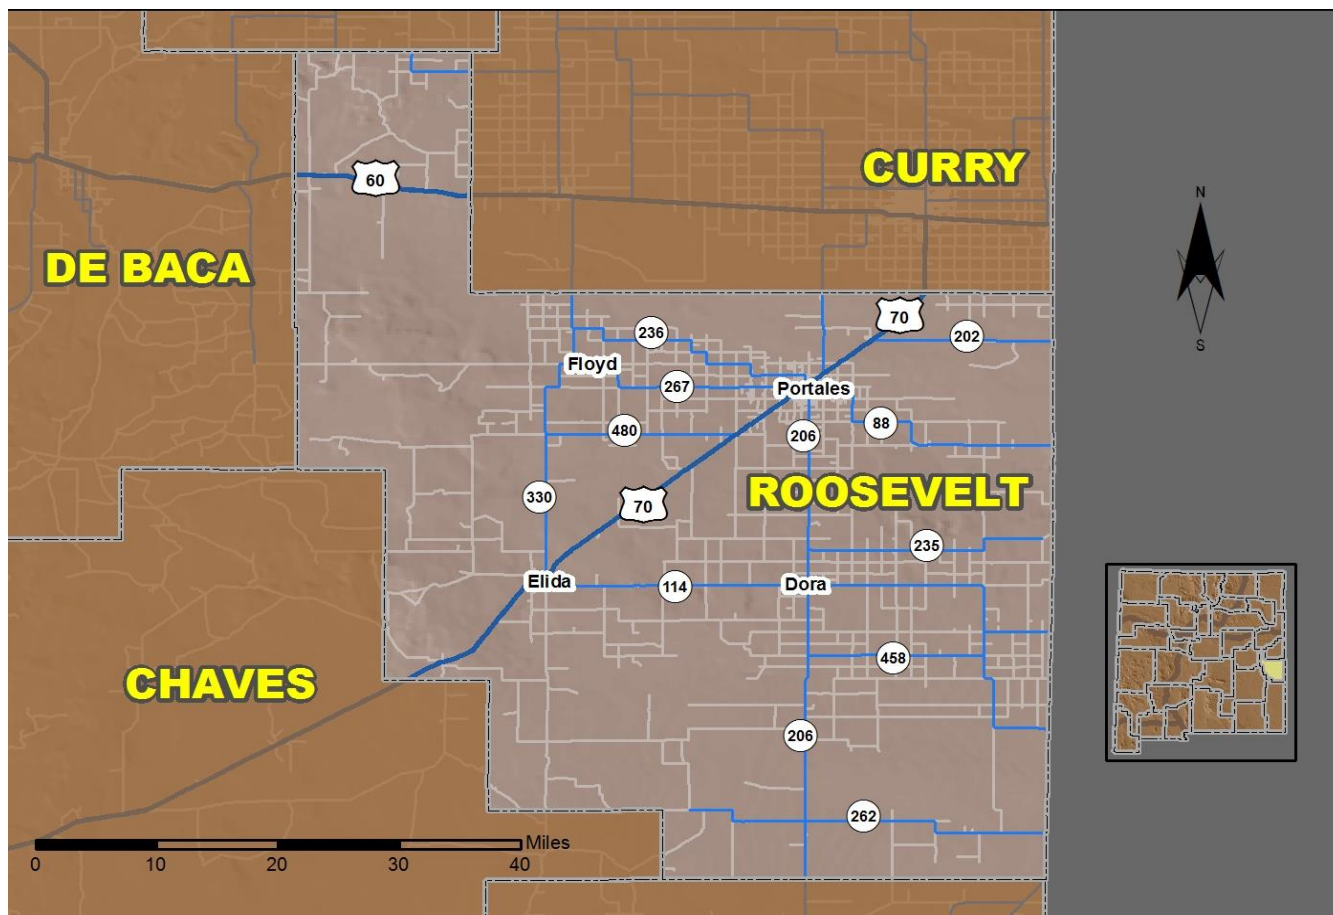 CURRY
N
60
DE BACA
S
70
236
202
Floyd
267
Portales
88
480
206
ROOSEVELT
330
70
235
Elida
114
Dora
458
CHAVES
206
262
Miles
0 10 20 30 40